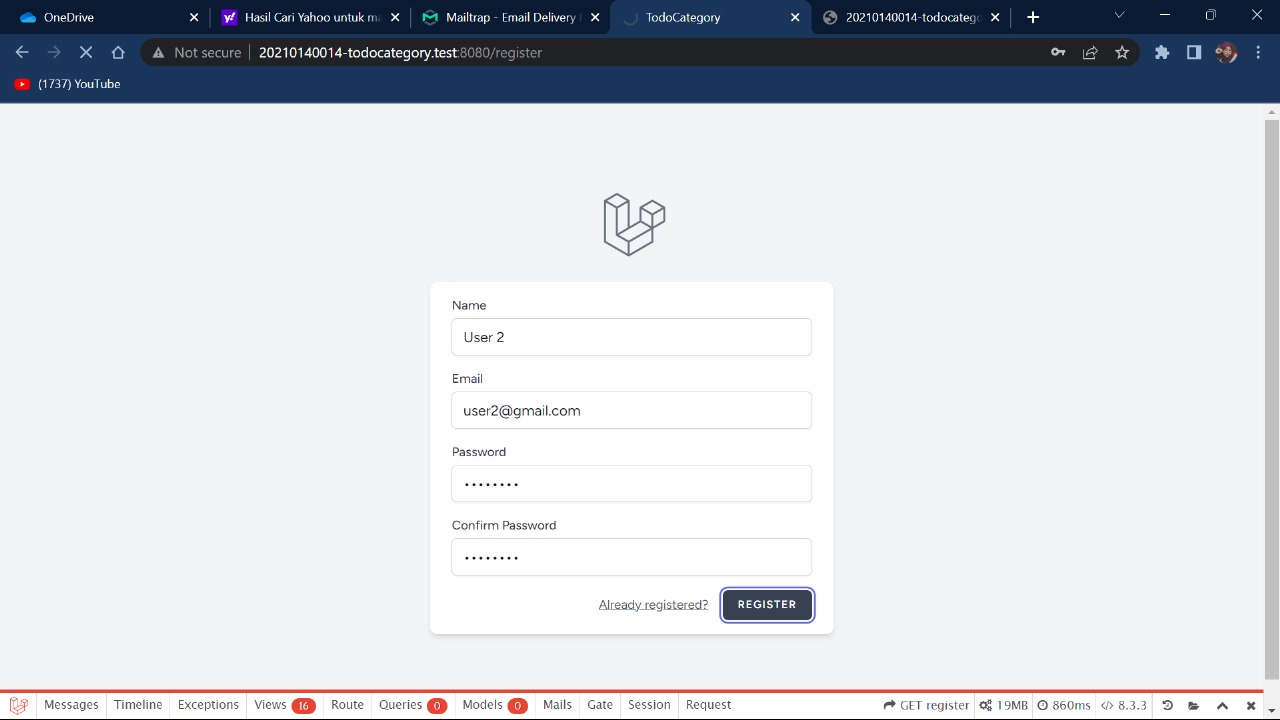 OneDrive
Hasil Cari Yahoo untuk ma
Mailtrap - Email Delivery
TodoCategory
20210140014-todocatego
Not secure
20210140014-todocategory.test:8080/register
(1737) YouTube
Name
User 2
Email
user2@gmail.com
Password
••••••••
Confirm Password
••••••••
Already registered?
REGISTER
Messages
Timeline
Exceptions
Views 16
Route
Queries 0
Models 0
Mails
Gate
Session
Request
GET register
19MB
860ms
8.3.3